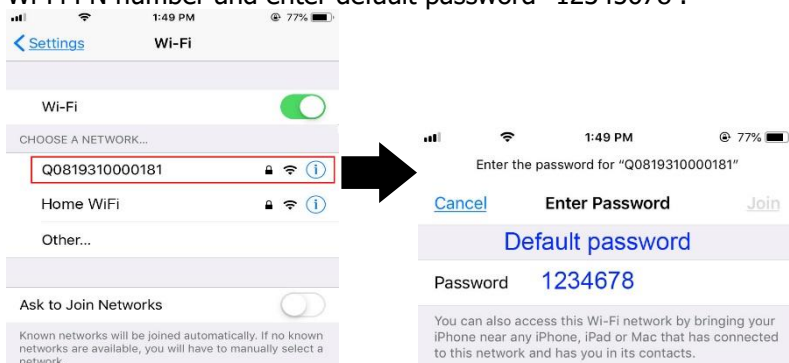 Wi-Fi PN number and enter default password "12345678".
1:49 PM 77%
Settings Wi-Fi
Wi-Fi
CHOOSE A NETWORK...
Q0819310000181
Home WiFi
Other...
Ask to Join Networks
Known networks will be joined automatically. If no known
networks are available, you will have to manually select a
network.
1:49 PM 77%
Enter the password for “Q0819310000181”
Cancel Enter Password Join
Default password
Password 1234678
You can also access this Wi-Fi network by bringing your
iPhone near any iPhone, iPad or Mac that has connected
to this network and has you in its contacts.